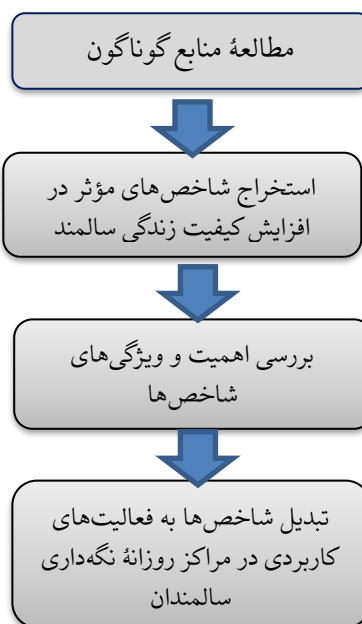 مطالعهٔ منابع گوناگون
استخراج شاخص‌های مؤثر در
افزایش کیفیت زندگی سالمند
بررسی اهمیت و ویژگی‌های
شاخص‌ها
تبدیل شاخص‌ها به فعالیت‌های
کاربردی در مراکز روزانهٔ نگه‌داری
سالمندان